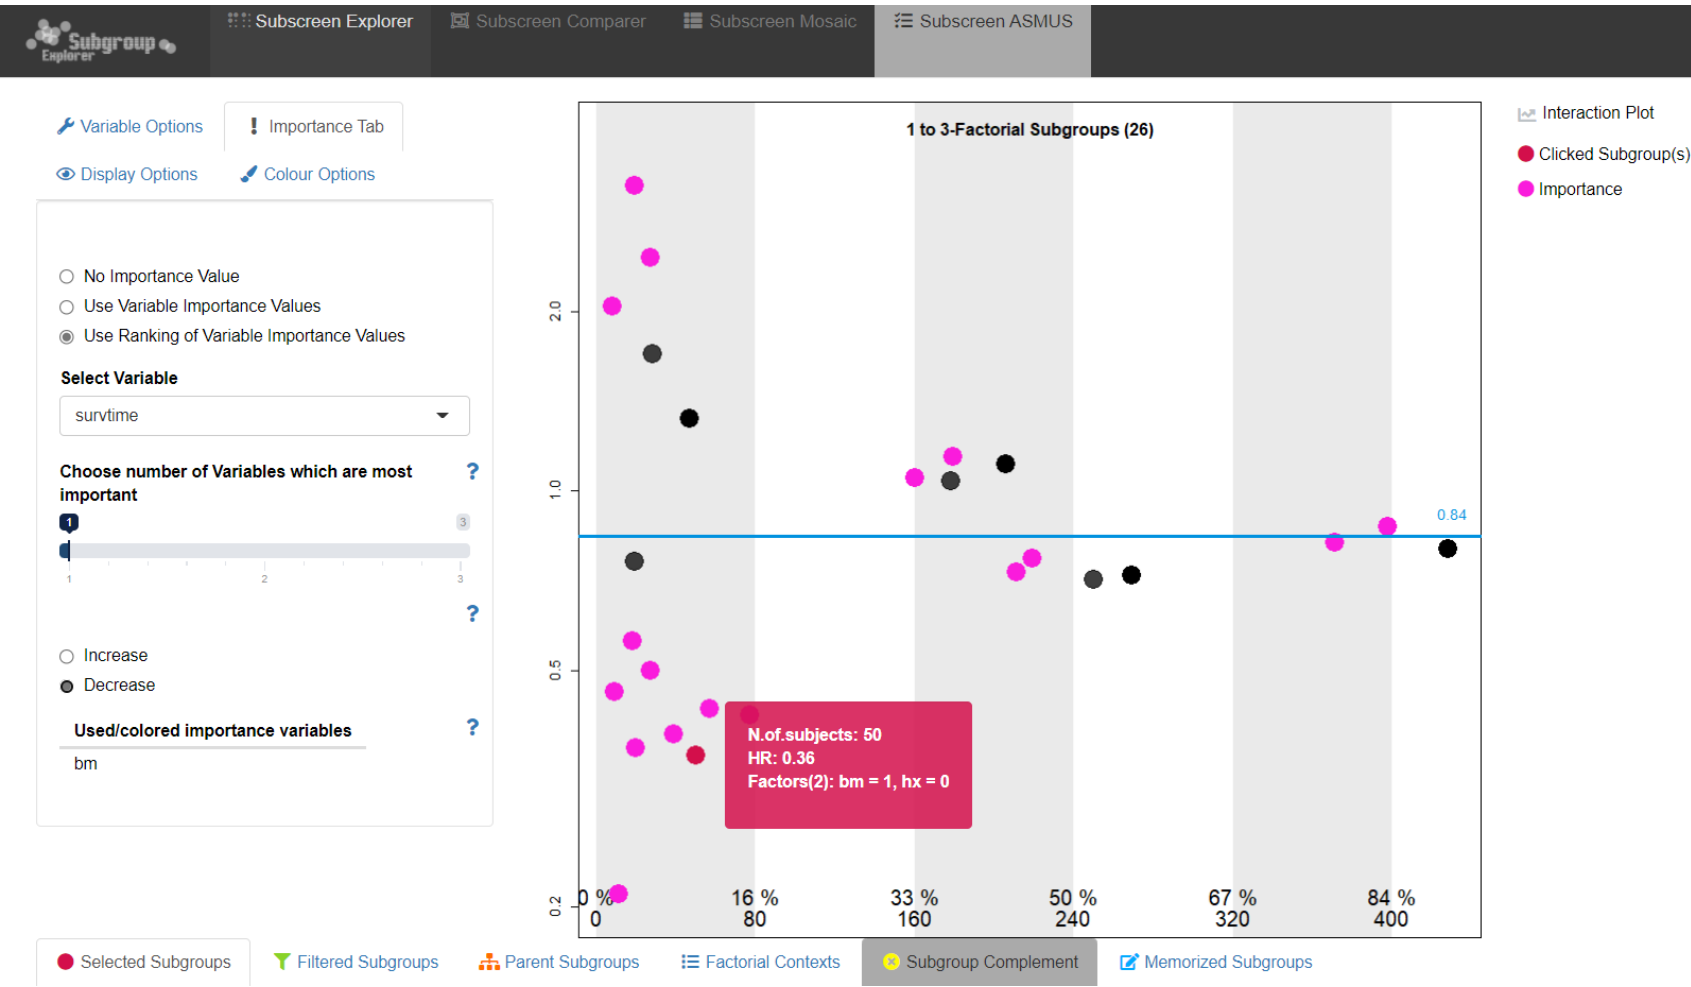 Subgroup
Explorer
Subscreen Explorer
Subscreen Comparer
Subscreen Mosaic
Subscreen ASMUS
Variable Options
Importance Tab
Display Options
Colour Options
No Importance Value
Use Variable Importance Values
Use Ranking of Variable Importance Values
Select Variable
survtime
Choose number of Variables which are most
important
?
1
3
1
2
3
?
Increase
Decrease
Used/colored importance variables
?
bm
1 to 3-Factorial Subgroups (26)
2.0
1.0
0.5
0.2
0.84
N.of.subjects: 50
HR: 0.36
Factors(2): bm = 1, hx = 0
0 %
16 %
33 %
50 %
67 %
84 %
0
80
160
240
320
400
Interaction Plot
Clicked Subgroup(s)
Importance
Selected Subgroups
Filtered Subgroups
Parent Subgroups
Factorial Contexts
Subgroup Complement
Memorized Subgroups